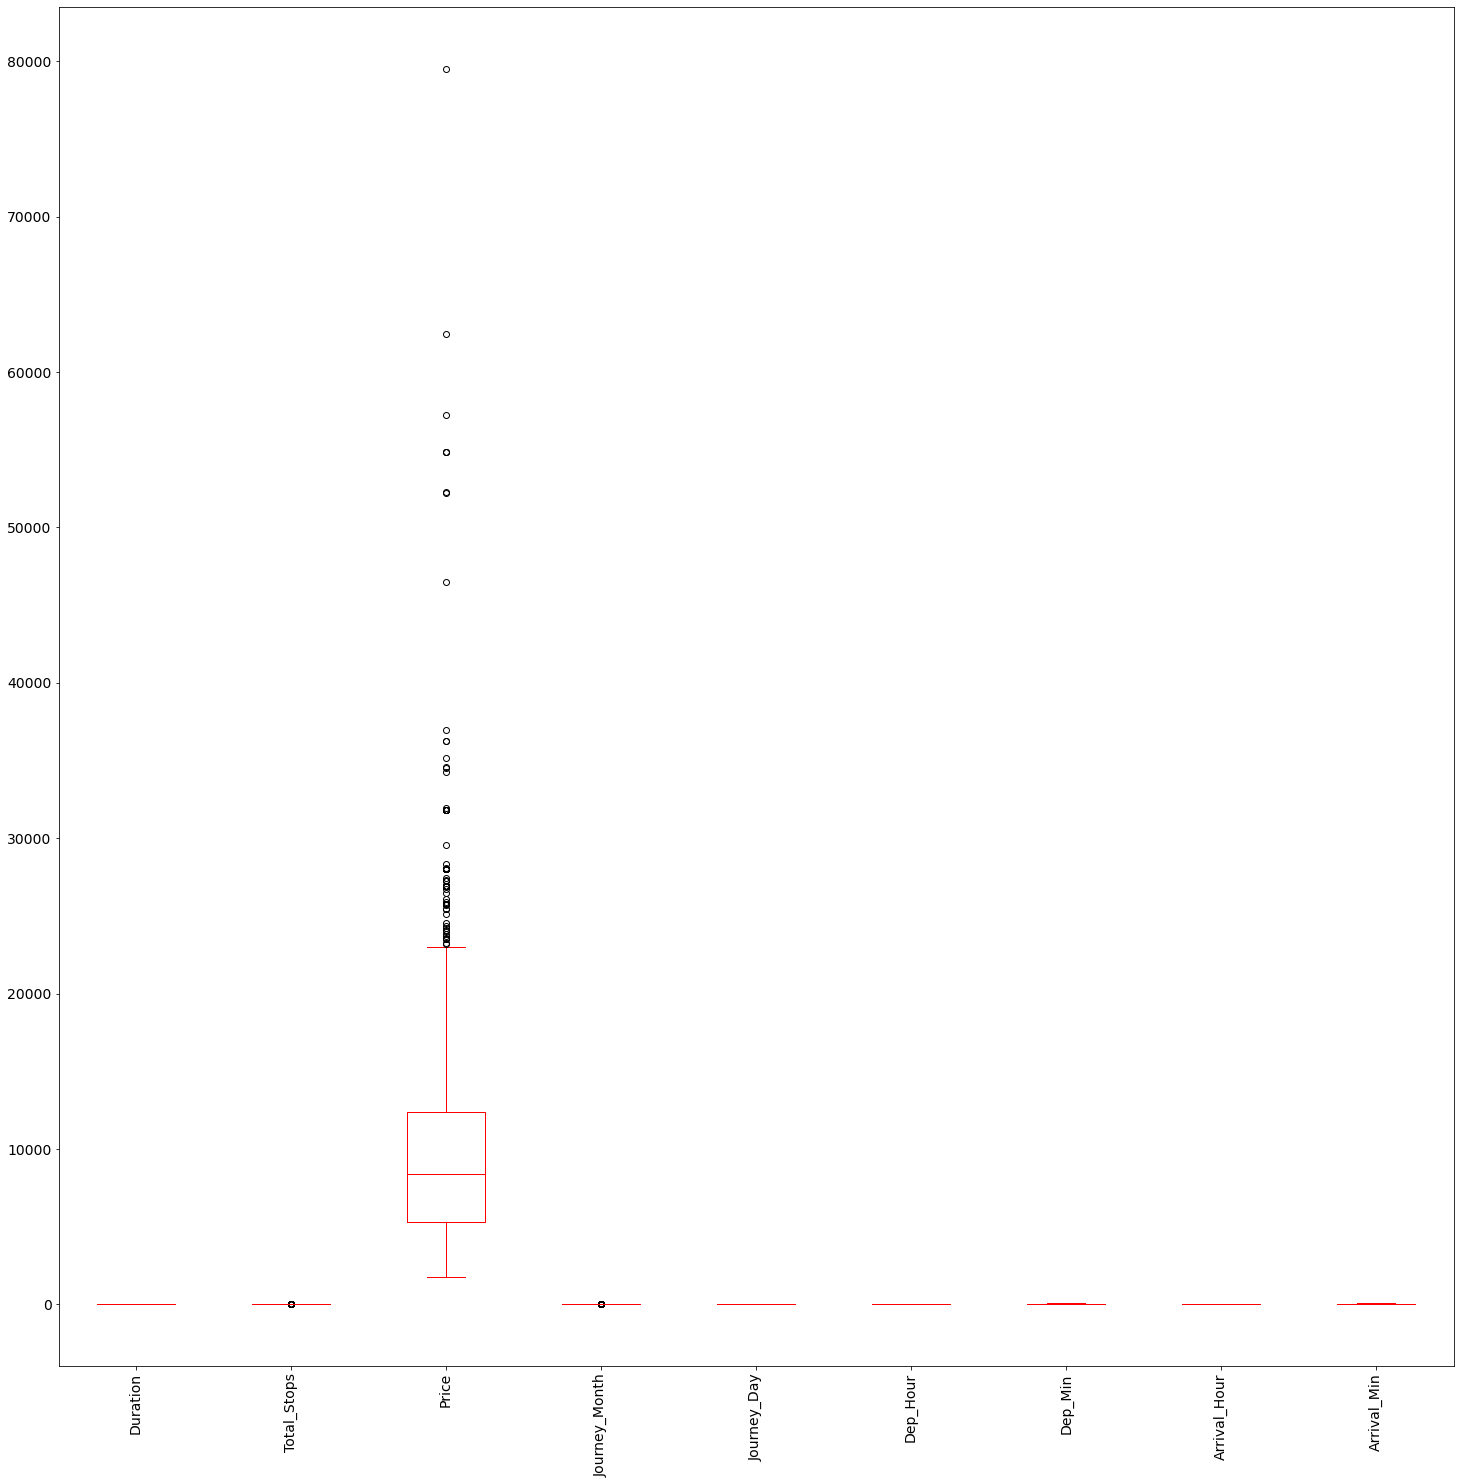 80000
70000
60000
50000
40000
30000
20000
10000
0
Duration
Total_Stops
Price
Journey_Month
Journey_Day
Dep_Hour
Dep_Min
Arrival_Hour
Arrival_Min